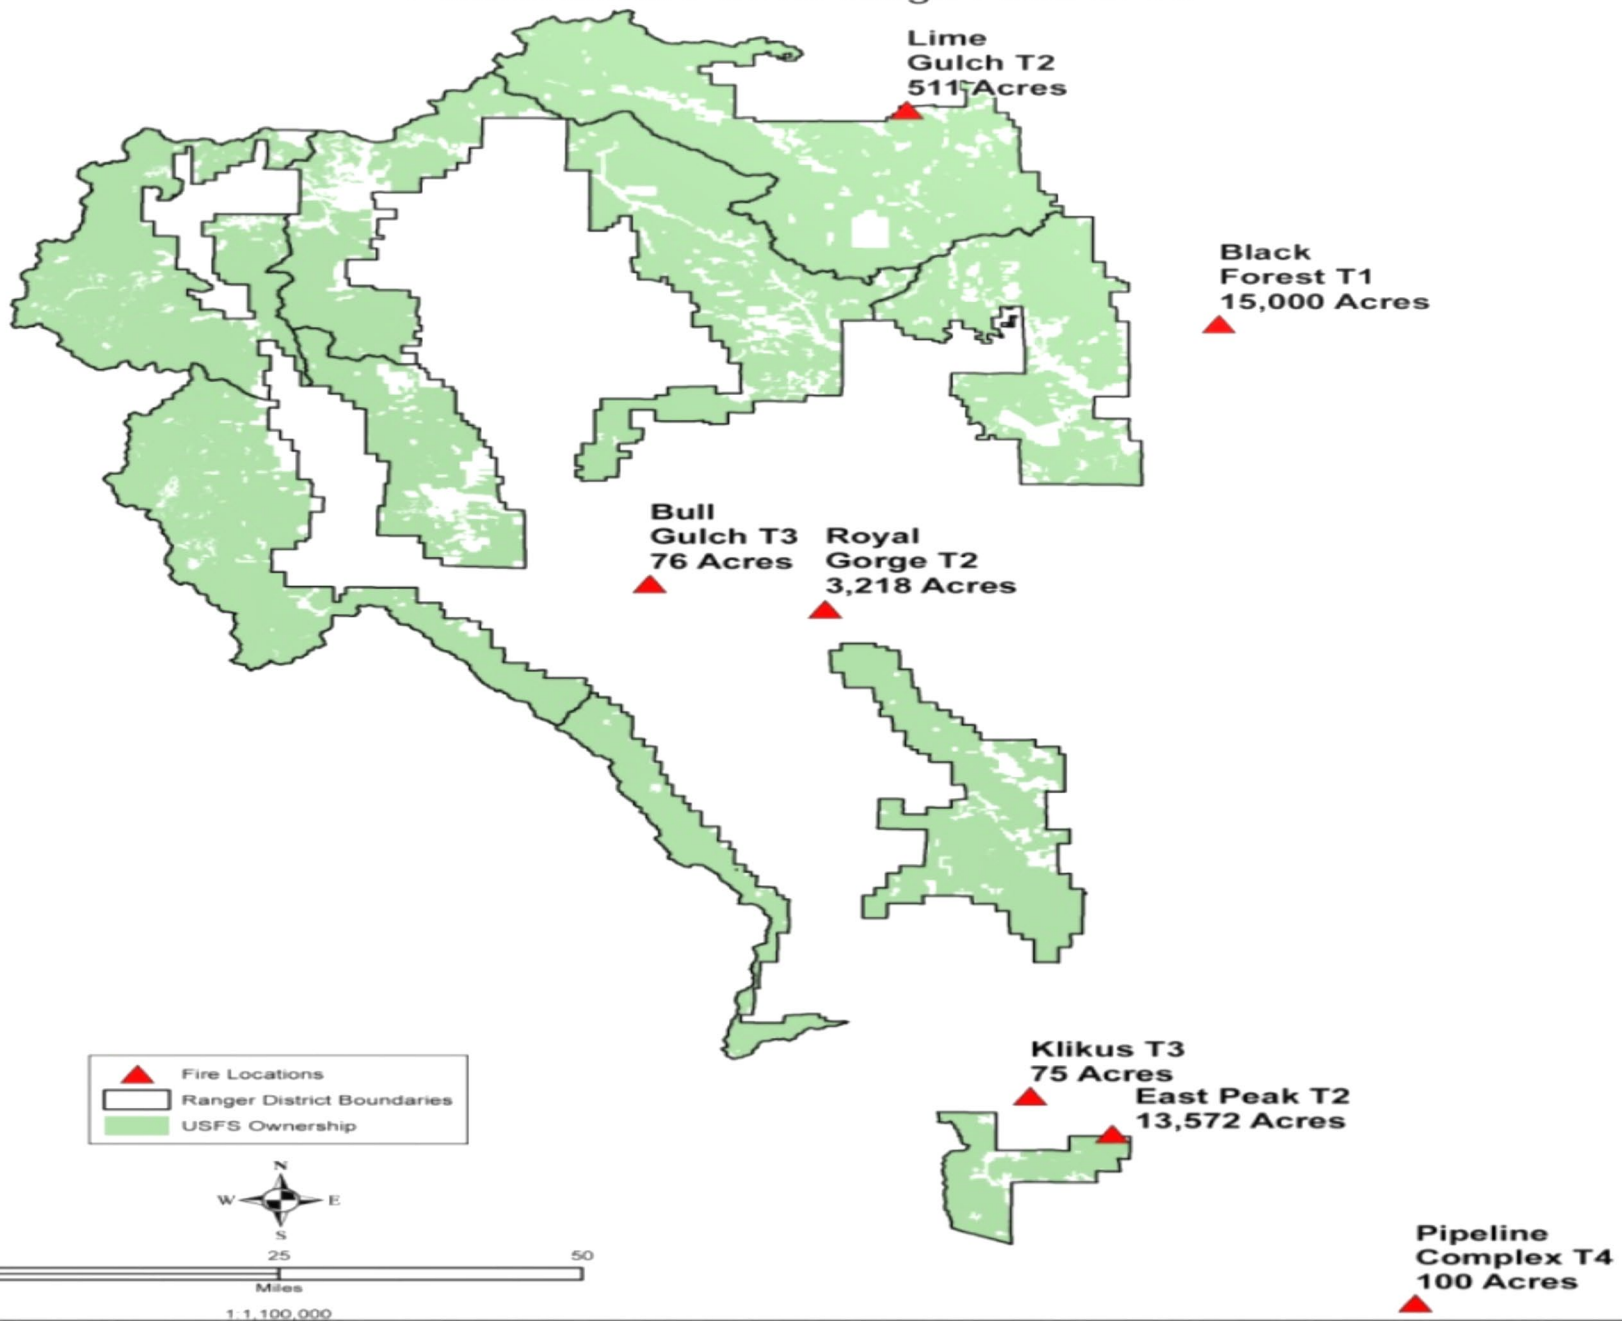 Lime
Gulch T2
511 Acres
Black
Forest T1
15,000 Acres
Bull
Gulch T3
76 Acres
Royal
Gorge T2
3,218 Acres
Klikus T3
75 Acres
East Peak T2
13,572 Acres
Fire Locations
Ranger District Boundaries
USFS Ownership
N
W E
S
25 50
Miles
1:1,100,000
Pipeline
Complex T4
100 Acres